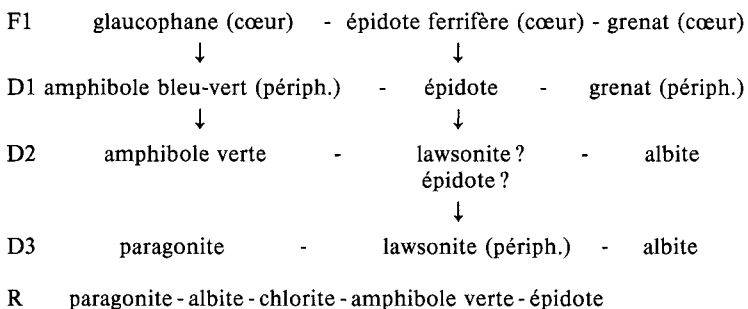 F1 glaucophane (cœur) - épidote ferrifère (cœur) - grenat (cœur)
↓ ↓
D1 amphibole bleu-vert (périph.) - épidote - grenat (périph.)
↓ ↓
D2 amphibole verte - lawsonite ? - albite
épidote ?
↓
D3 paragonite - lawsonite (périph.) - albite
R paragonite - albite - chlorite - amphibole verte - épidote